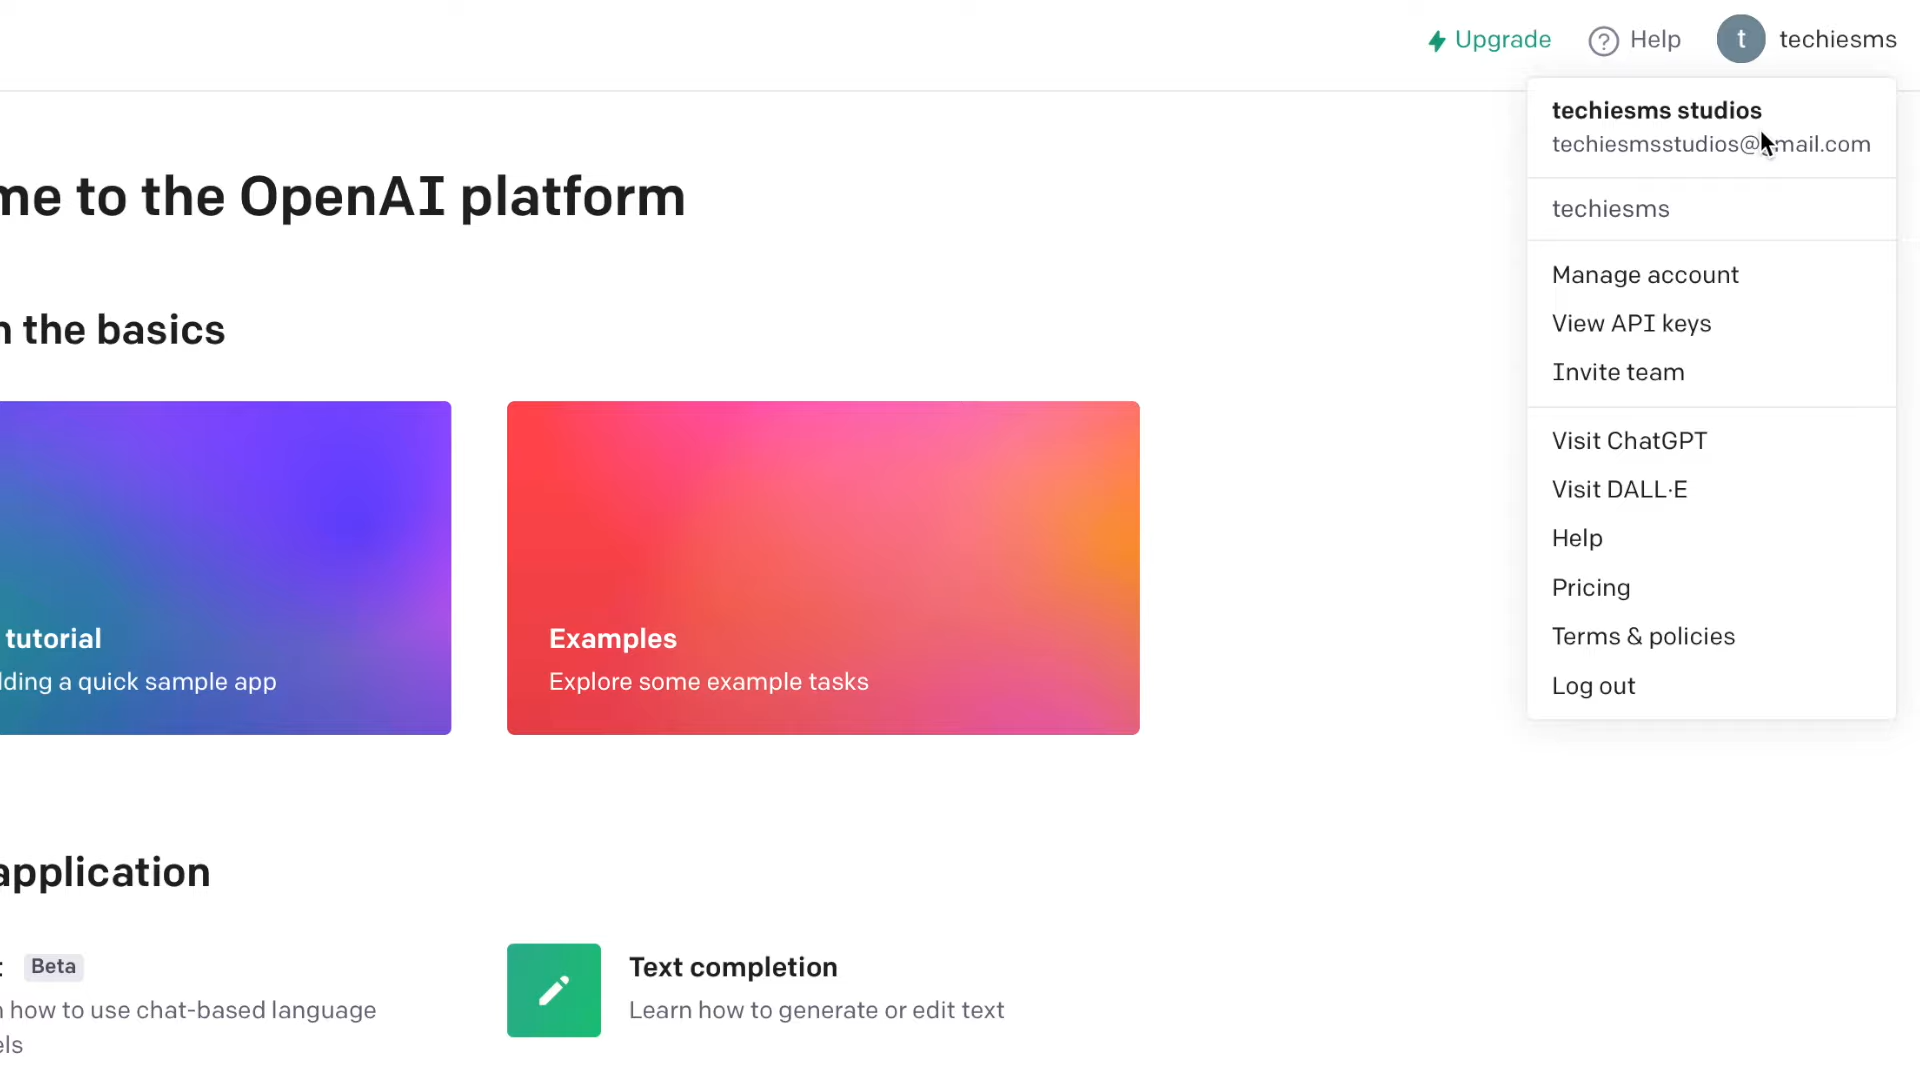 Upgrade
Help
t
techiesms
techiesms studios
techiesmsstudios@gmail.com
techiesms
Manage account
View API keys
Invite team
Visit ChatGPT
Visit DALL·E
Help
Pricing
Terms & policies
Log out
me to the OpenAI platform
the basics
tutorial
Examples
ding a quick sample app
Explore some example tasks
application
Beta
how to use chat-based language
els
Text completion
Learn how to generate or edit text